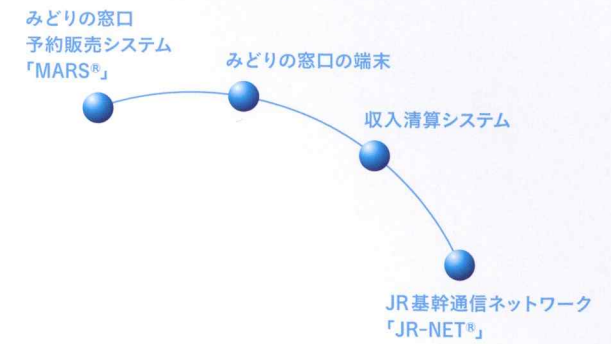 みどりの窓口
予約販売システム
「MARS®」
みどりの窓口の端末
収入清算システム
JR基幹通信ネットワーク
「JR-NET®」